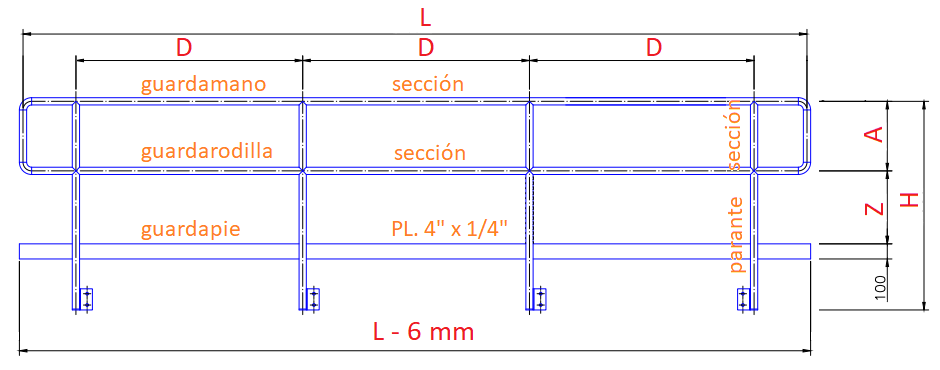 L
D D D
guardamano sección
guardarodilla sección
parante sección
guardapie PL. 4" x 1/4"
A
Z
H
100
L - 6 mm